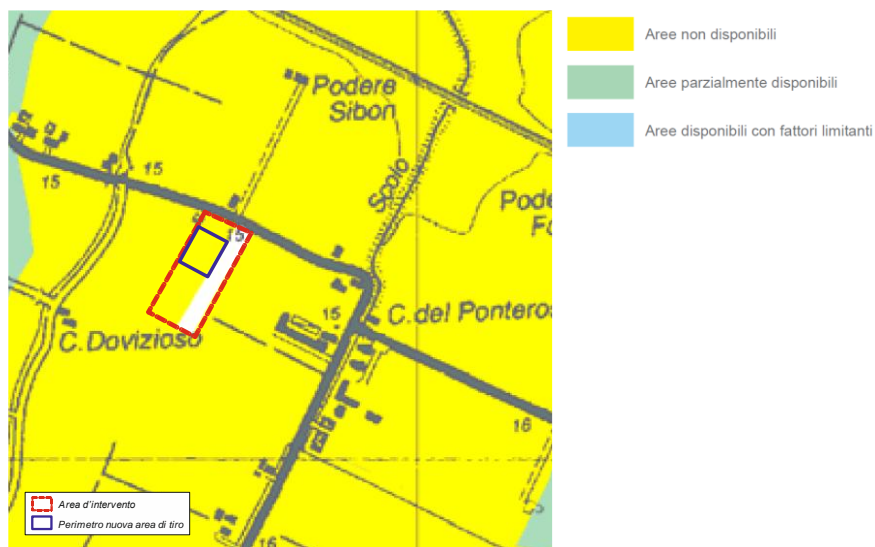 Aree non disponibili
Aree parzialmente disponibili
Aree disponibili con fattori limitanti
Podere
Sibon
15
15
Scolo
Pode
Fo
15
15
C. del Ponteros
C. Dovizioso
16
16
Area d'intervento
Perimetro nuova area di tiro